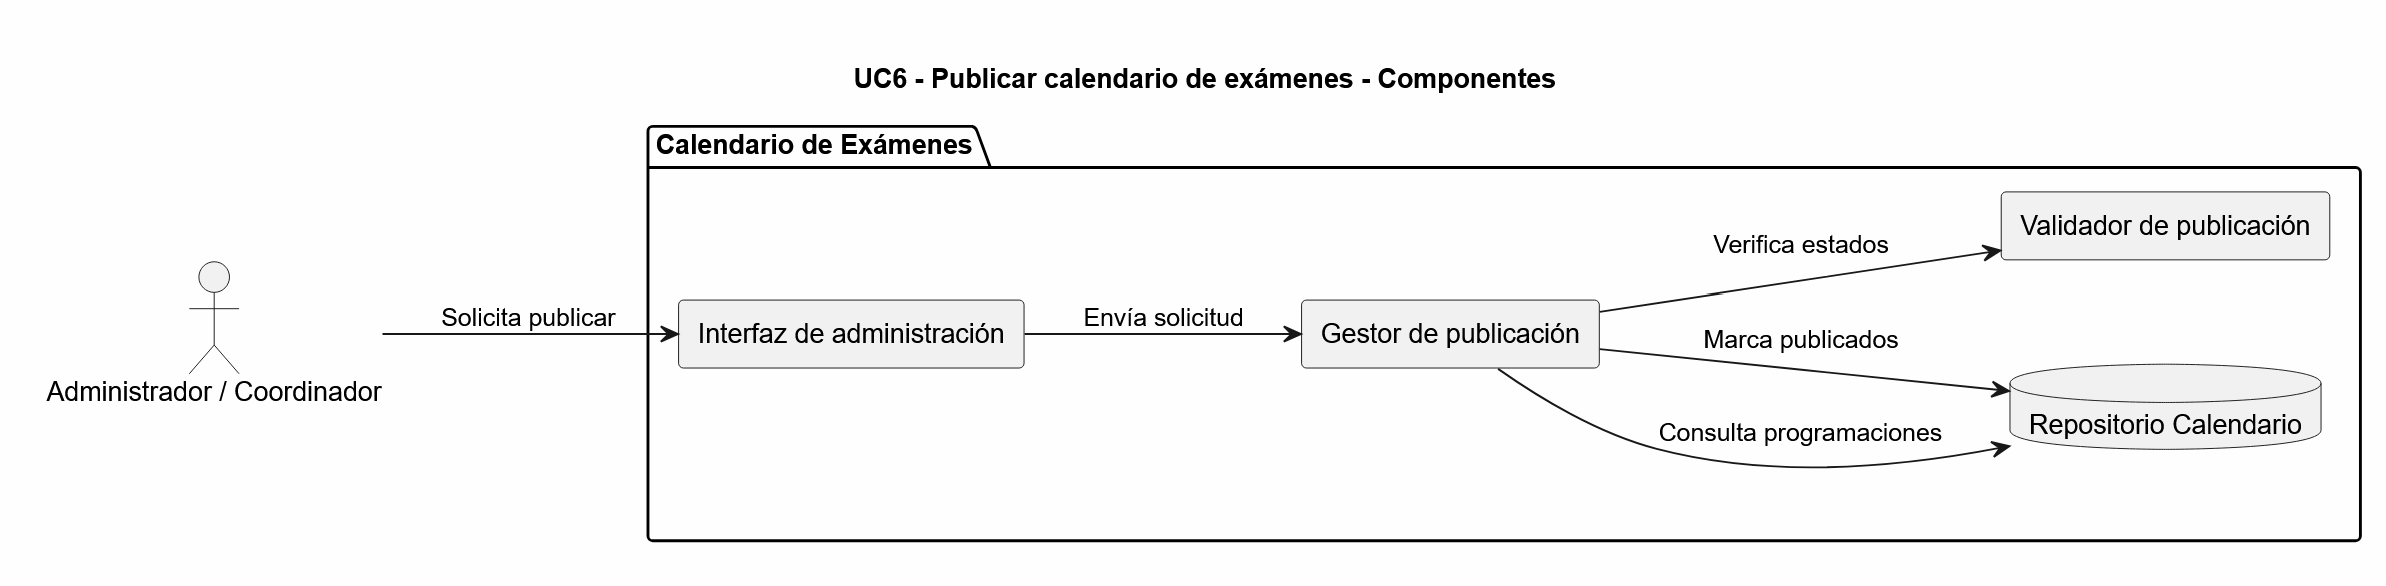 UC6 - Publicar calendario de exámenes - Componentes
Calendario de Exámenes
Validador de publicación
Verifica estados
Solicita publicar
Envía solicitud
Interfaz de administración
Gestor de publicación
Marca publicados
Administrador / Coordinador
Repositorio Calendario
Consulta programaciones